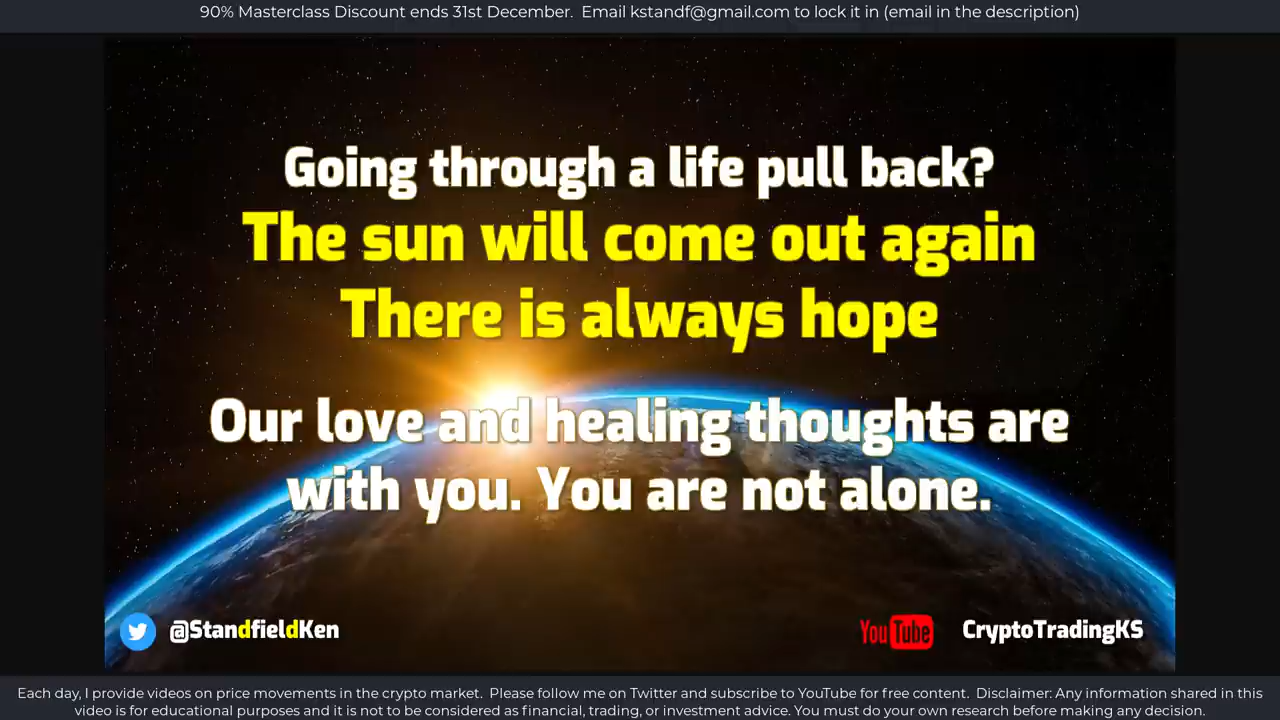 90% Masterclass Discount ends 31st December. Email kstandf@gmail.com to lock it in (email in the description)
Going through a life pull back?
The sun will come out again
There is always hope
Our love and healing thoughts are
with you. You are not alone.
@StandfieldKen
YouTube CryptoTradingKS
Each day, I provide videos on price movements in the crypto market. Please follow me on Twitter and subscribe to YouTube for free content. Disclaimer: Any information shared in this
video is for educational purposes and it is not to be considered as financial, trading, or investment advice. You must do your own research before making any decision.